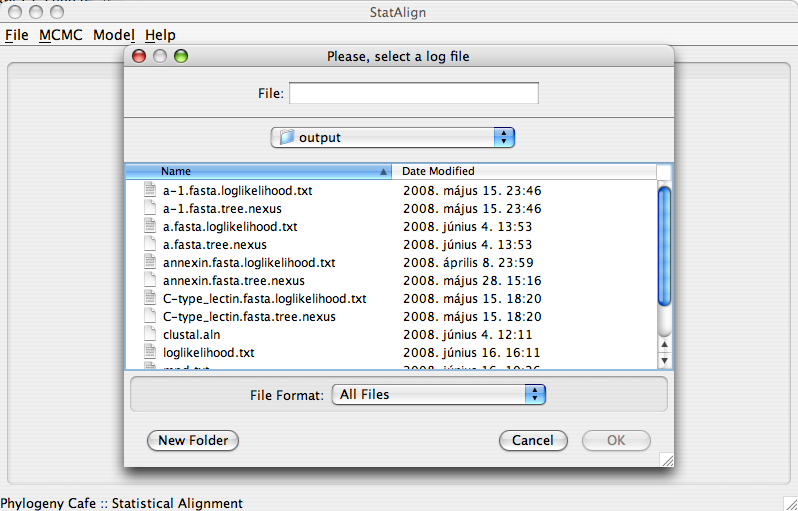 StatAlign
File MCMC Model Help
Please, select a log file
File:
output
Name Date Modified
a-1.fasta.loglikelihood.txt 2008. május 15. 23:46
a-1.fasta.tree.nexus 2008. május 15. 23:46
a.fasta.loglikelihood.txt 2008. június 4. 13:53
a.fasta.tree.nexus 2008. június 4. 13:53
annexin.fasta.loglikelihood.txt 2008. április 8. 23:59
annexin.fasta.tree.nexus 2008. május 28. 15:16
C-type_lectin.fasta.loglikelihood.txt 2008. május 15. 18:20
C-type_lectin.fasta.tree.nexus 2008. május 15. 18:20
clustal.aln 2008. június 4. 12:11
loglikelihood.txt 2008. június 16. 16:11
File Format: All Files
New Folder Cancel OK
Phylogeny Cafe :: Statistical Alignment